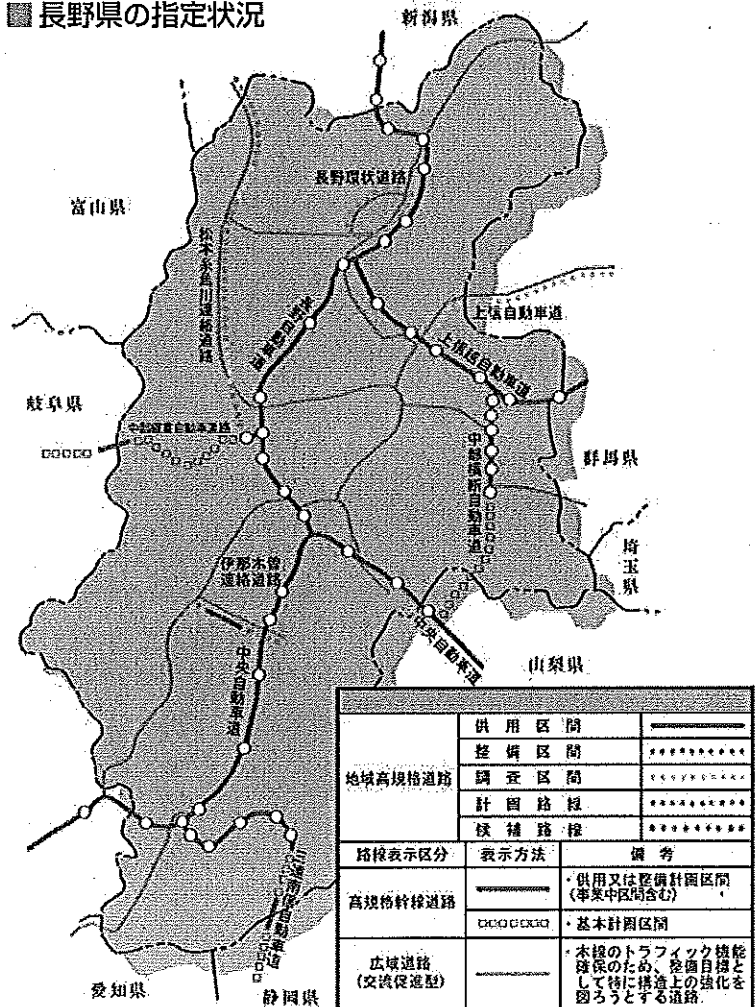 ■ 長野県の指定状況
新潟県
長野環状道路
富山県
松本糸魚川連絡道路
長野自動車道
上信自動車道
上信越自動車道
岐阜県
中部縦貫自動車道路
中部横断自動車道
群馬県
埼玉県
伊那木曽連絡道路
中央自動車道
中央自動車道
山梨県
三遠南信自動車道
愛知県
静岡県
地域高規格道路
供用区間
整備区間
調査区間
計画路線
候補路線
路線表示区分 表示方法 備考
高規格幹線道路
・供用又は整備計画区間
(事業中区間含む)
・基本計画区間
広域道路
(交流促進型)
・本線のトラフィック機能
確保のため、整備目標と
して特に構造上の強化を
図ろうとする道路